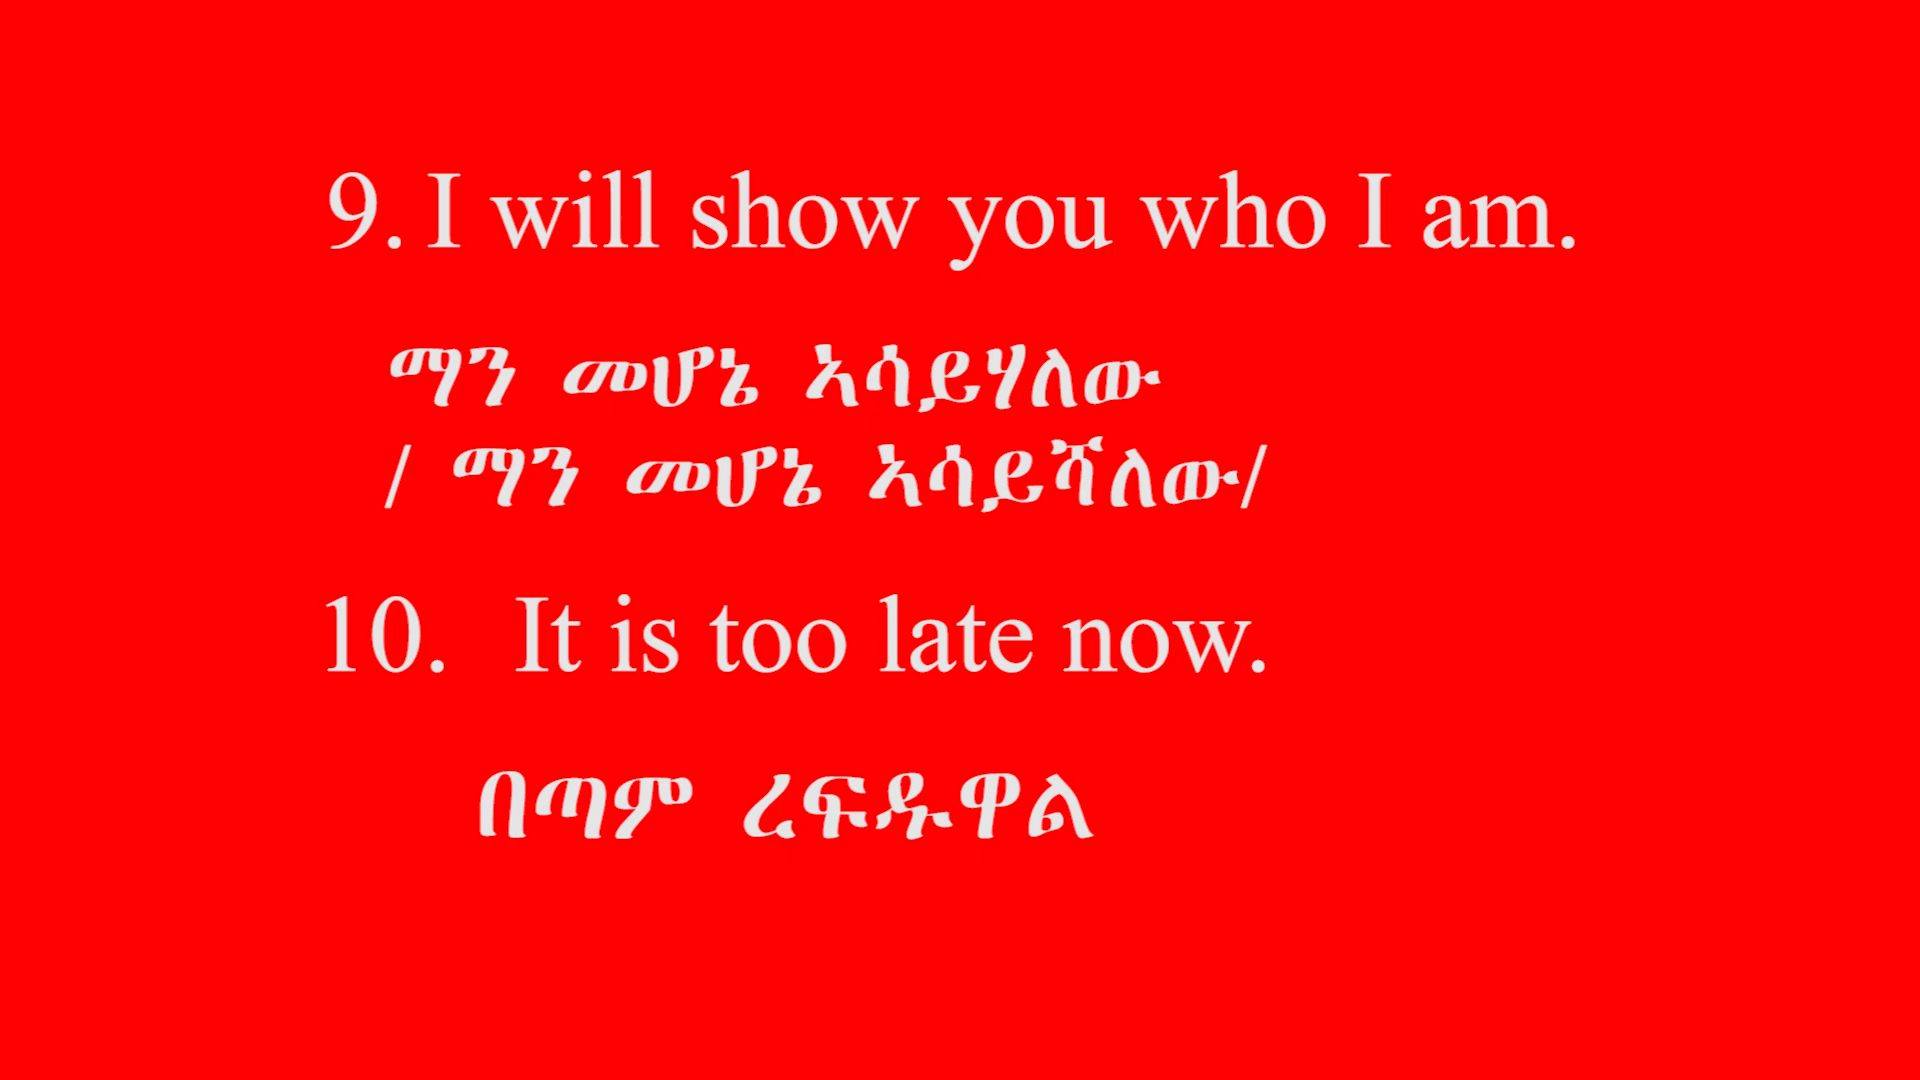 9. I will show you who I am.
ማን መሆኔ ኣሳይሃለው
/ ማን መሆኔ ኣሳይሻለው/
10. It is too late now.
በጣም ረፍዱዋል